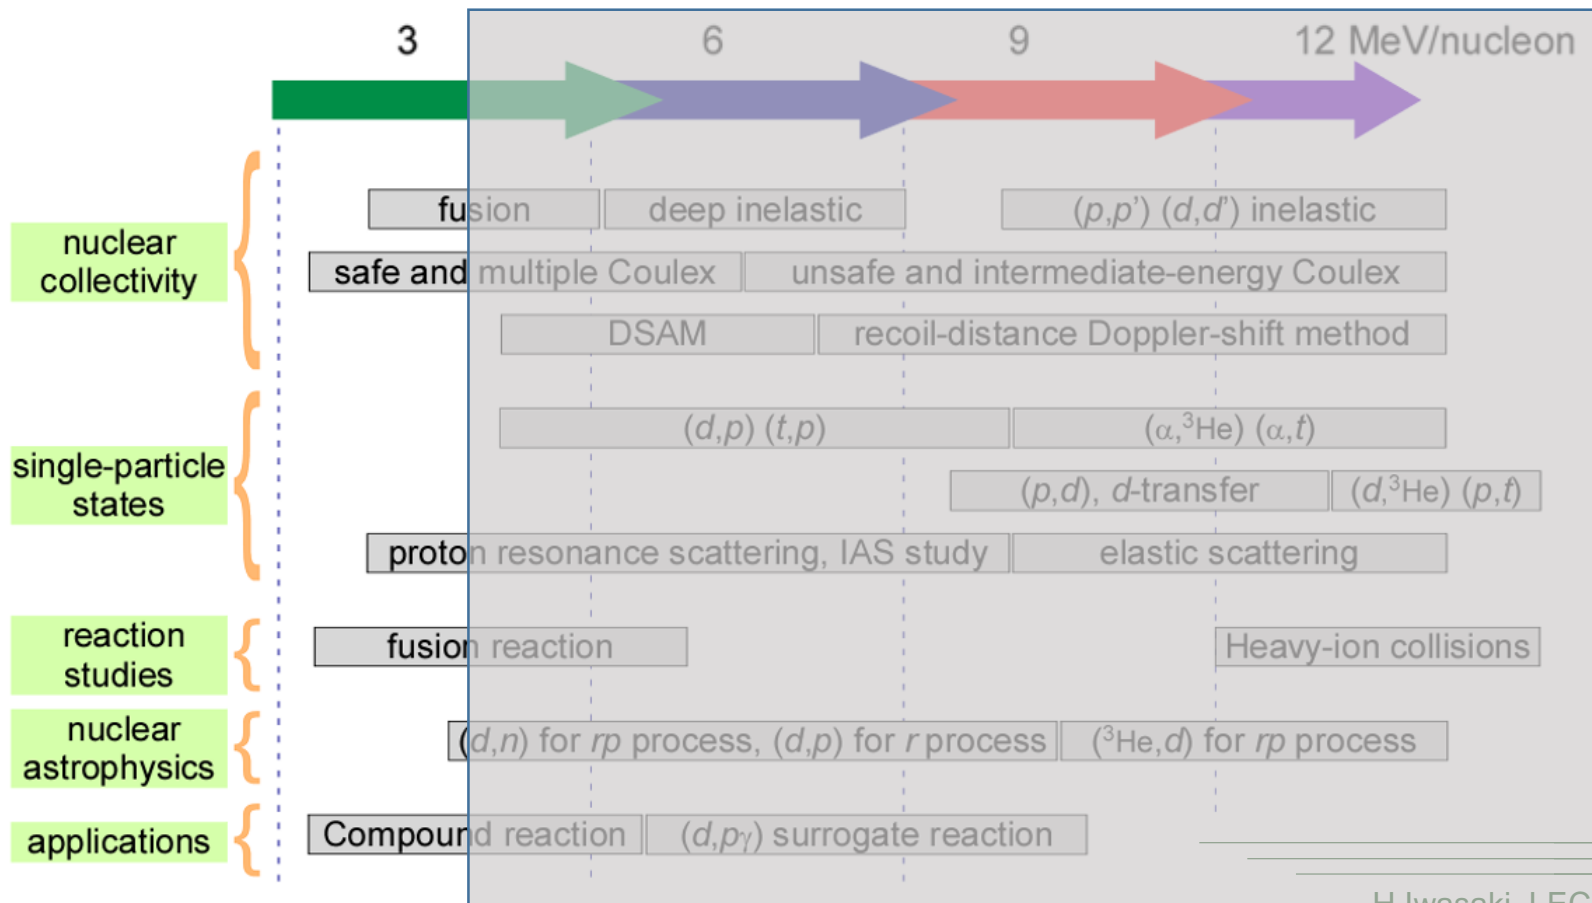 3 6 9 12 MeV/nucleon
fusion deep inelastic (p,p’) (d,d’) inelastic
nuclear
collectivity
safe and multiple Coulex unsafe and intermediate-energy Coulex
DSAM recoil-distance Doppler-shift method
(d,p) (t,p) (α,³He) (α,t)
single-particle
states
(p,d), d-transfer (d,³He) (p,t)
proton resonance scattering, IAS study elastic scattering
reaction
studies
fusion reaction Heavy-ion collisions
nuclear
astrophysics
(d,n) for rp process, (d,p) for r process (³He,d) for rp process
applications
Compound reaction (d,pγ) surrogate reaction
H.Iwasaki